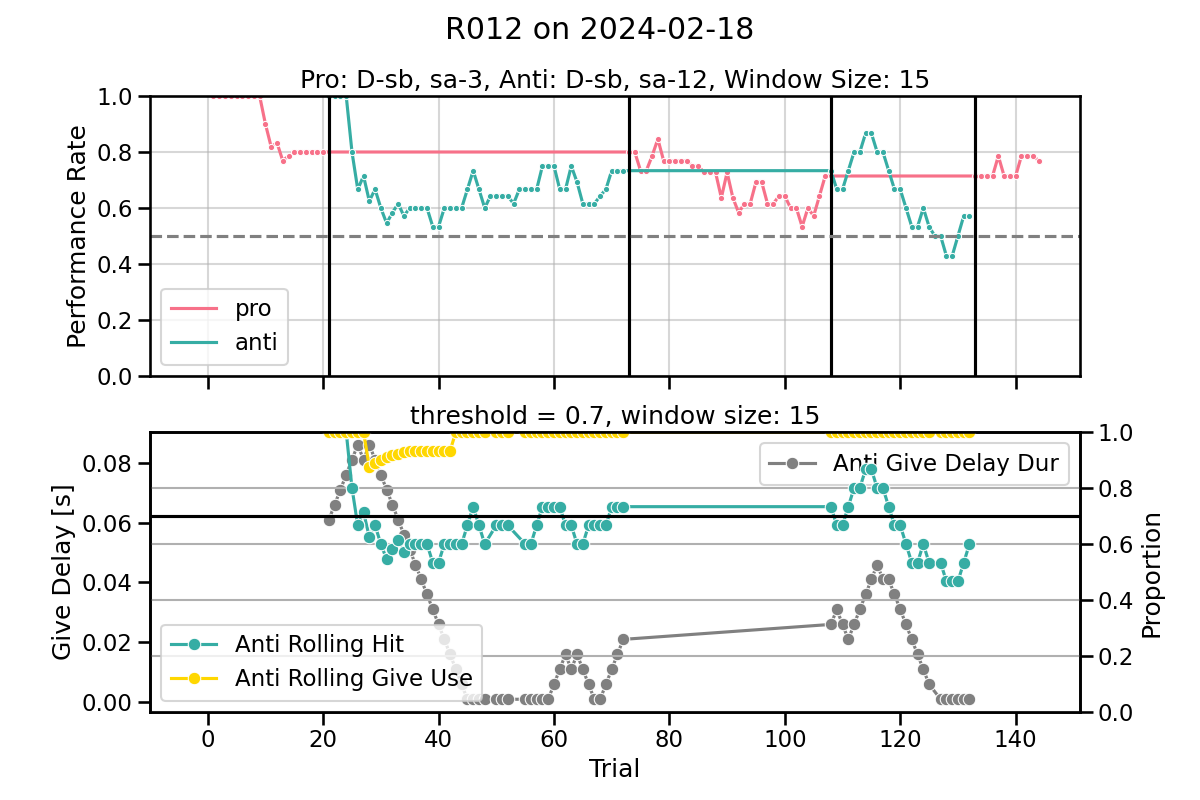 R012 on 2024-02-18
Pro: D-sb, sa-3, Anti: D-sb, sa-12, Window Size: 15
1.0
0.8
0.6
0.4
0.2
0.0
Performance Rate
pro
anti
threshold = 0.7, window size: 15
0.08
0.06
0.04
0.02
0.00
Give Delay [s]
Anti Give Delay Dur
Anti Rolling Hit
Anti Rolling Give Use
1.0
0.8
0.6
0.4
0.2
0.0
Proportion
0 20 40 60 80 100 120 140
Trial